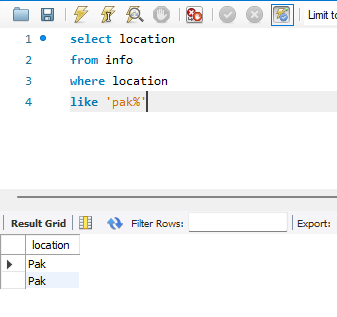 Limit to
1 select location
2 from info
3 where location
4 like 'pak%'
Result Grid Filter Rows: Export:
location
Pak
Pak